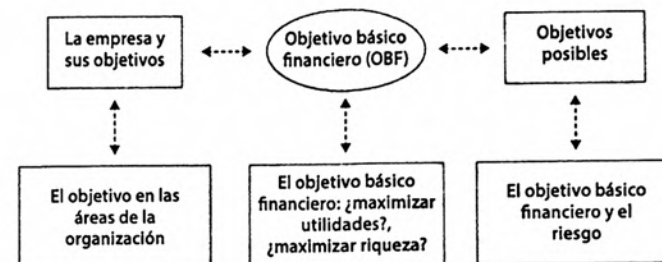 La empresa y
sus objetivos
Objetivo básico
financiero (OBF)
Objetivos
posibles
El objetivo en las
áreas de la
organización
El objetivo básico
financiero: ¿maximizar
utilidades?,
¿maximizar riqueza?
El objetivo básico
financiero y el
riesgo